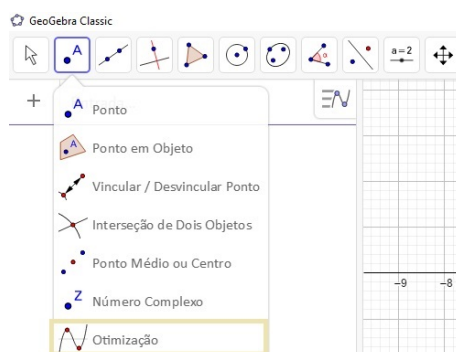 GeoGebra Classic
A
a=2
+
A Ponto
A Ponto em Objeto
Vincular / Desvincular Ponto
Interseção de Dois Objetos
Ponto Médio ou Centro
Z Número Complexo
Otimização
-9 -8